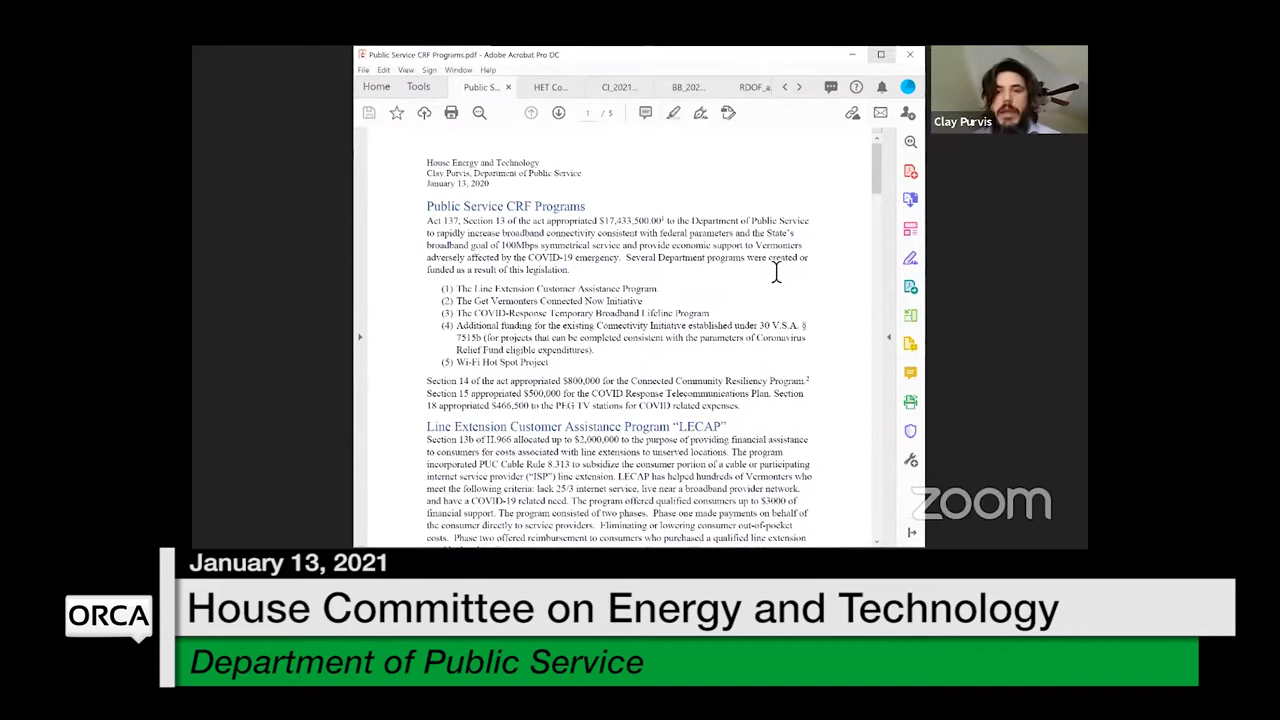 Public Service CRF Programs.pdf - Adobe Acrobat Pro DC
File Edit View Sign Window Help
Home Tools Public S... × HET Co... CI_2021... BB_202... RDOF_a.
1 / 5
Clay Purvis
House Energy and Technology
Clay Purvis, Department of Public Service
January 13, 2020
Public Service CRF Programs
Act 137, Section 13 of the act appropriated $17,433,500.00¹ to the Department of Public Service
to rapidly increase broadband connectivity consistent with federal parameters and the State's
broadband goal of 100Mbps symmetrical service and provide economic support to Vermonters
adversely affected by the COVID-19 emergency. Several Department programs were created or
funded as a result of this legislation.
(1) The Line Extension Customer Assistance Program.
(2) The Get Vermonters Connected Now Initiative
(3) The COVID-Response Temporary Broadband Lifeline Program
(4) Additional funding for the existing Connectivity Initiative established under 30 V.S.A. §
7515b (for projects that can be completed consistent with the parameters of Coronavirus
Relief Fund eligible expenditures).
(5) Wi-Fi Hot Spot Project
Section 14 of the act appropriated $800,000 for the Connected Community Resiliency Program.²
Section 15 appropriated $500,000 for the COVID Response Telecommunications Plan. Section
18 appropriated $466,500 to the PEG TV stations for COVID related expenses.
Line Extension Customer Assistance Program “LECAP”
Section 13b of H.966 allocated up to $2,000,000 to the purpose of providing financial assistance
to consumers for costs associated with line extensions to unserved locations. The program
incorporated PUC Cable Rule 8.313 to subsidize the consumer portion of a cable or participating
internet service provider (“ISP”) line extension. LECAP has helped hundreds of Vermonters who
meet the following criteria: lack 25/3 internet service, live near a broadband provider network,
and have a COVID-19 related need. The program offered qualified consumers up to $3000 of
financial support. The program consisted of two phases. Phase one made payments on behalf of
the consumer directly to service providers. Eliminating or lowering consumer out-of-pocket
costs. Phase two offered reimbursement to consumers who purchased a qualified line extension
zoom
January 13, 2021
ORCA
House Committee on Energy and Technology
Department of Public Service